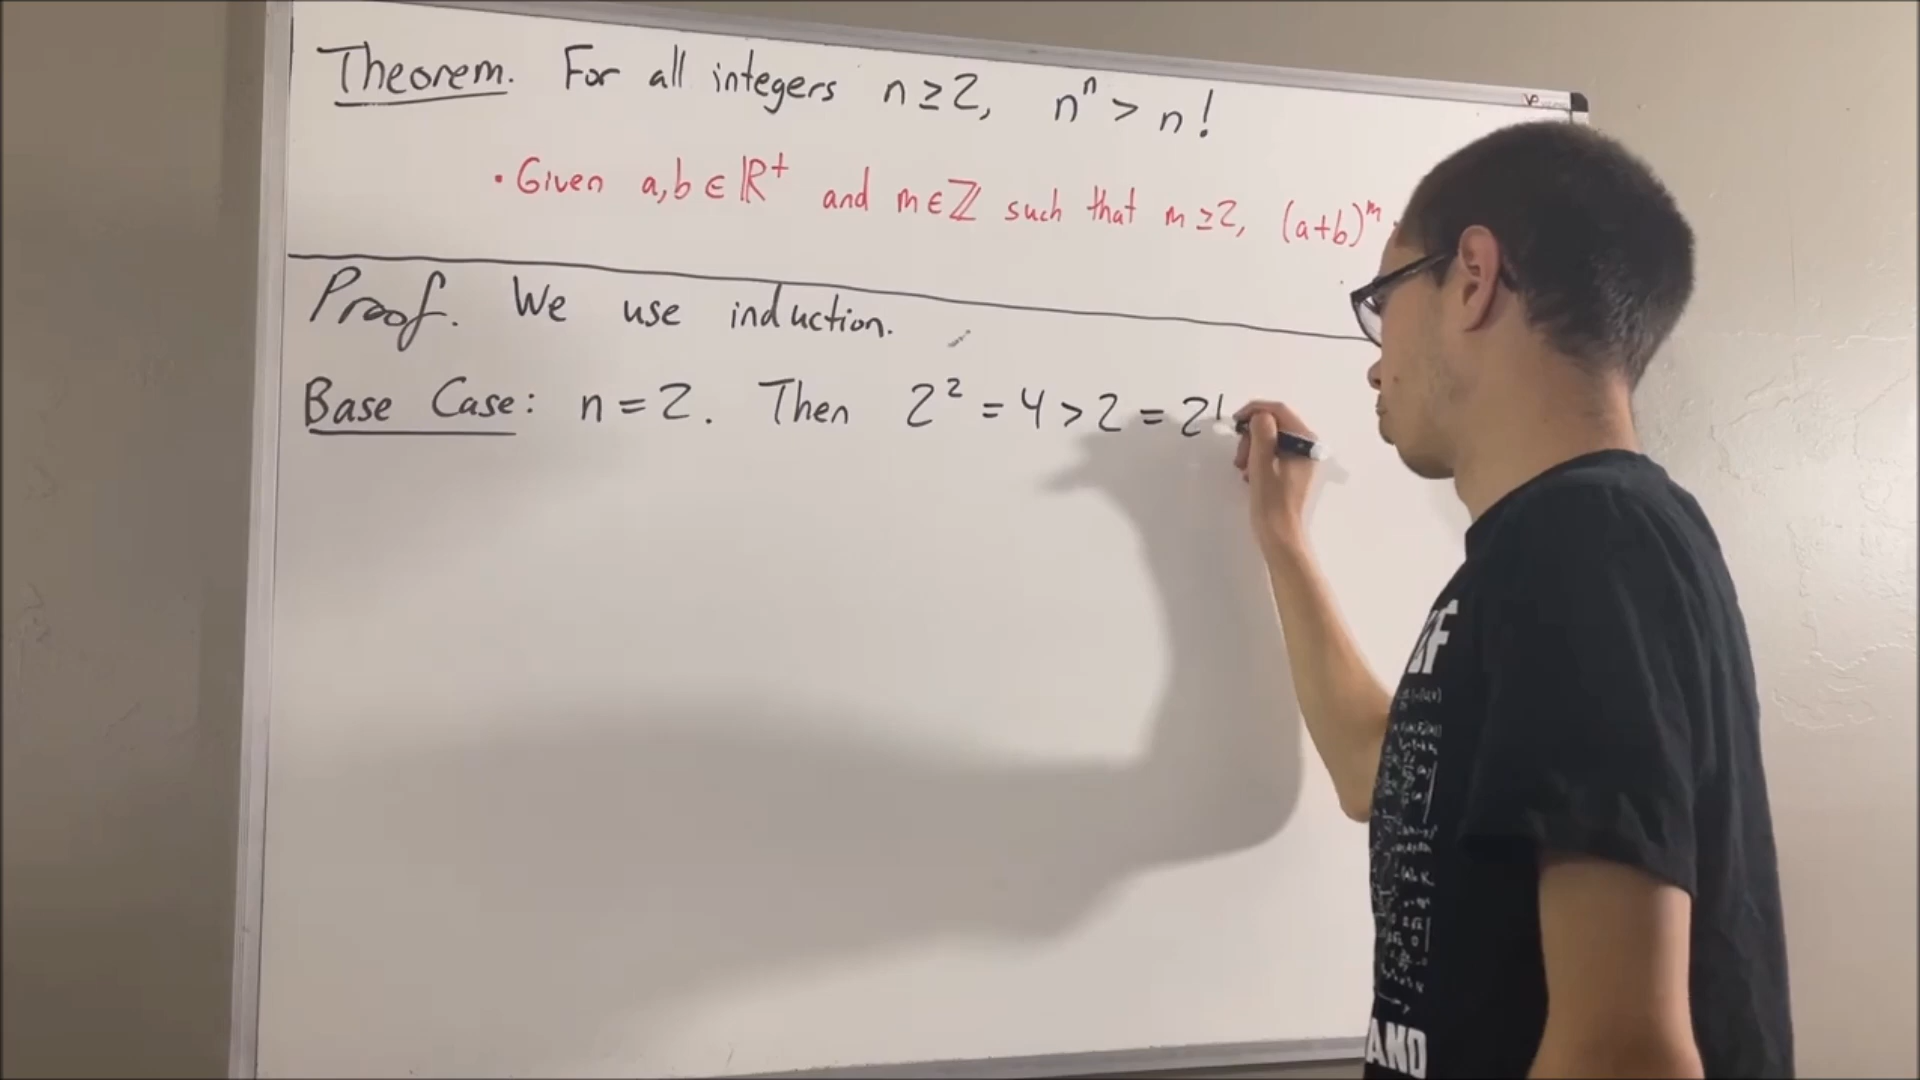 Theorem. For all integers n ≥ 2, nⁿ > n!
• Given a,b ∈ ℝ⁺ and m ∈ ℤ such that m ≥ 2, (a+b)ᵐ
Proof. We use induction.
Base Case: n = 2. Then 2² = 4 > 2 = 2!
AND